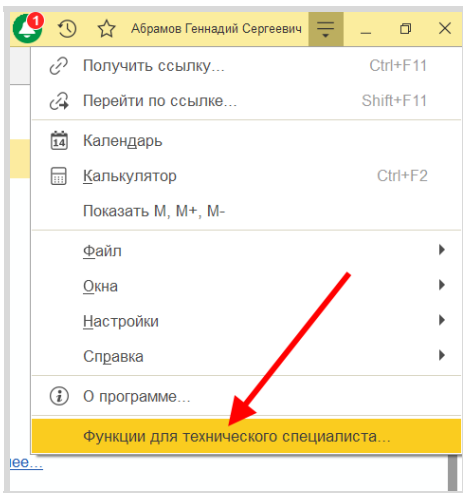 1
Абрамов Геннадий Сергеевич
Получить ссылку... Ctrl+F11
Перейти по ссылке... Shift+F11
14 Календарь
Калькулятор Ctrl+F2
Показать M, M+, M-
Файл
Окна
Настройки
Справка
i О программе...
Функции для технического специалиста...
ее...